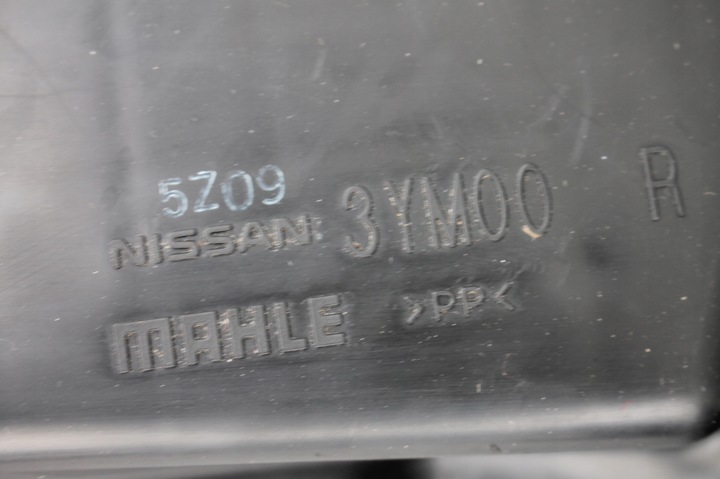 5Z09
NISSAN 3YM00 R
MAHLE >PP<